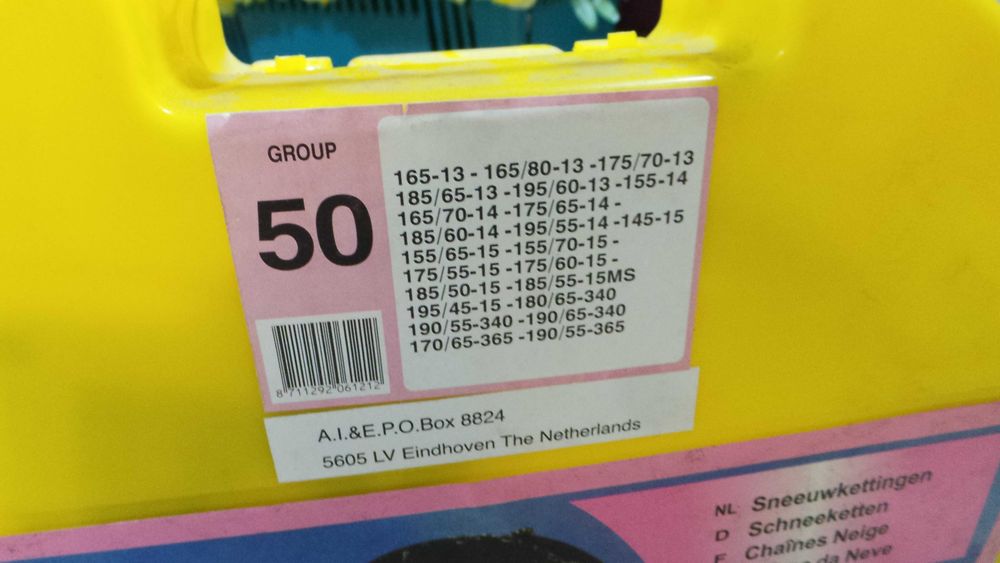 GROUP
50
165-13 - 165/80-13 -175/70-13
185/65-13 -195/60-13 -155-14
165/70-14 -175/65-14 -
185/60-14 -195/55-14 -145-15
155/65-15 -155/70-15 -
175/55-15 -175/60-15 -
185/50-15 -185/55-15MS
195/45-15 -180/65-340
190/55-340 -190/65-340
170/65-365 -190/55-365
8 711292 061212
A.I.&E.P.O.Box 8824
5605 LV Eindhoven The Netherlands
NL Sneeuwkettingen
D Schneeketten
F Chaînes Neige
da Neve